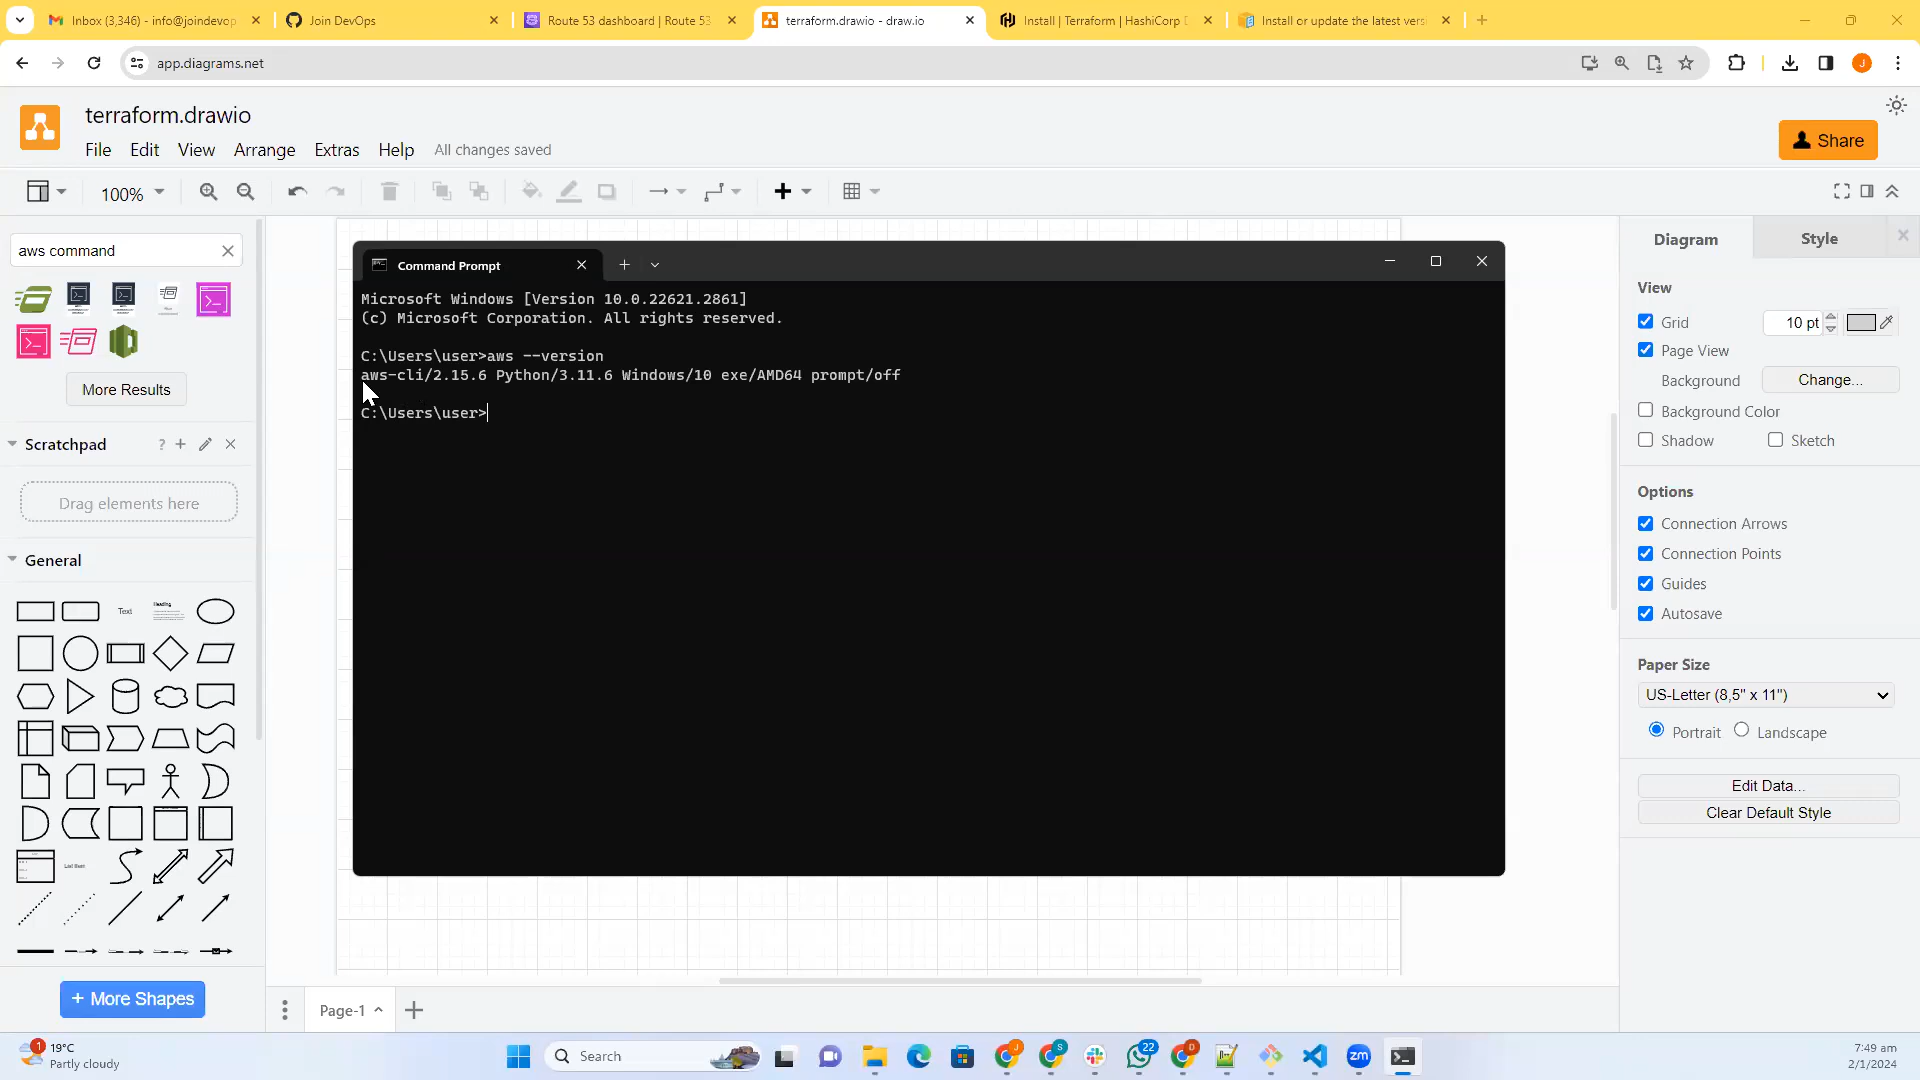 Inbox (3,346) - info@joindevop
Join DevOps
Route 53 dashboard | Route 53
terraform.drawio - draw.io
Install | Terraform | HashiCorp D
Install or update the latest vers
app.diagrams.net
J
terraform.drawio
File Edit View Arrange Extras Help All changes saved
Share
100%
aws command
More Results
Scratchpad
?
Drag elements here
General
Text
Heading
List Item
+ More Shapes
Command Prompt
Microsoft Windows [Version 10.0.22621.2861]
(c) Microsoft Corporation. All rights reserved.
C:\Users\user>aws --version
aws-cli/2.15.6 Python/3.11.6 Windows/10 exe/AMD64 prompt/off
C:\Users\user>
Page-1
Diagram
Style
View
Grid
10 pt
Page View
Background
Change...
Background Color
Shadow
Sketch
Options
Connection Arrows
Connection Points
Guides
Autosave
Paper Size
US-Letter (8,5" x 11")
Portrait
Landscape
Edit Data...
Clear Default Style
1
19°C
Partly cloudy
Search
J
S
22
D
zm
7:49 am
2/1/2024